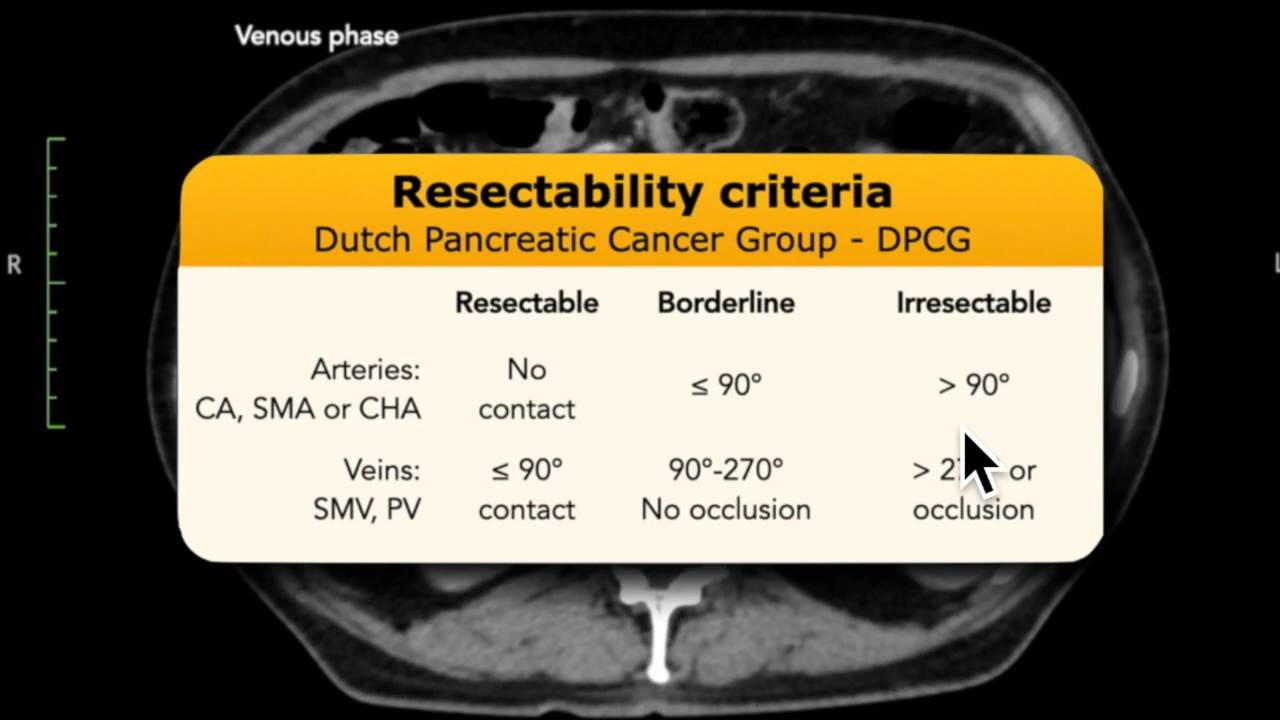 Venous phase
R
Resectability criteria
Dutch Pancreatic Cancer Group - DPCG
Resectable Borderline Irresectable
Arteries: No
≤ 90° > 90°
CA, SMA or CHA contact
Veins: ≤ 90° 90°-270° > or
SMV, PV contact No occlusion occlusion